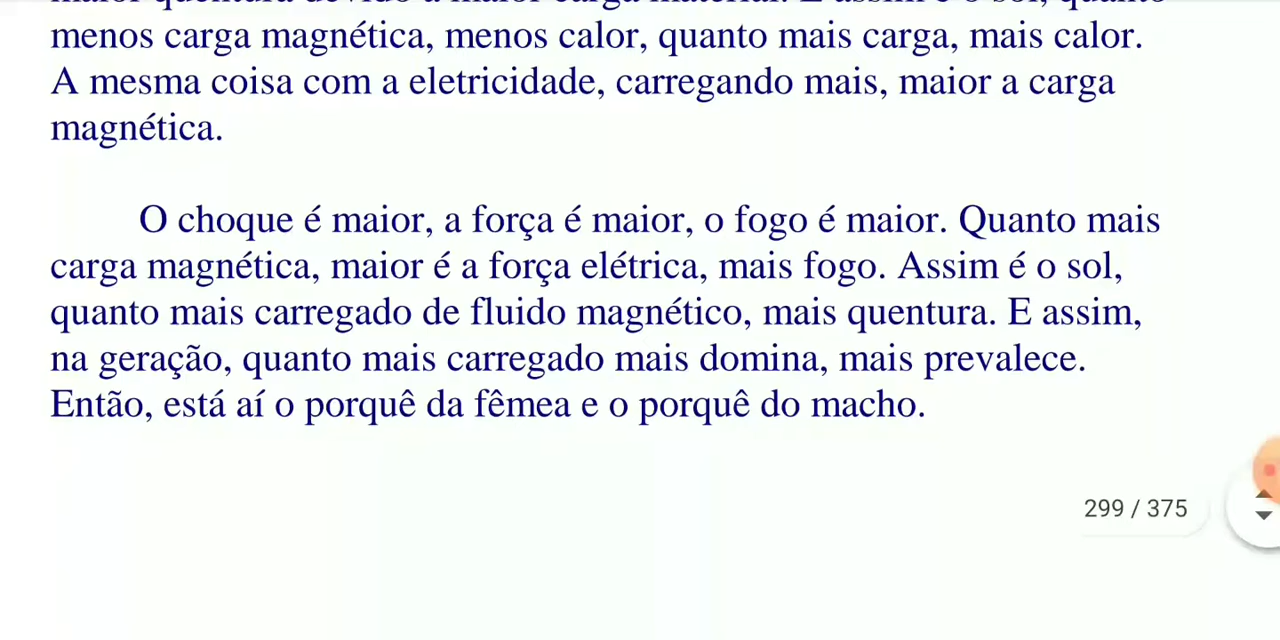 menos carga magnética, menos calor, quanto mais carga, mais calor.
A mesma coisa com a eletricidade, carregando mais, maior a carga
magnética.
O choque é maior, a força é maior, o fogo é maior. Quanto mais
carga magnética, maior é a força elétrica, mais fogo. Assim é o sol,
quanto mais carregado de fluido magnético, mais quentura. E assim,
na geração, quanto mais carregado mais domina, mais prevalece.
Então, está aí o porquê da fêmea e o porquê do macho.
299 / 375